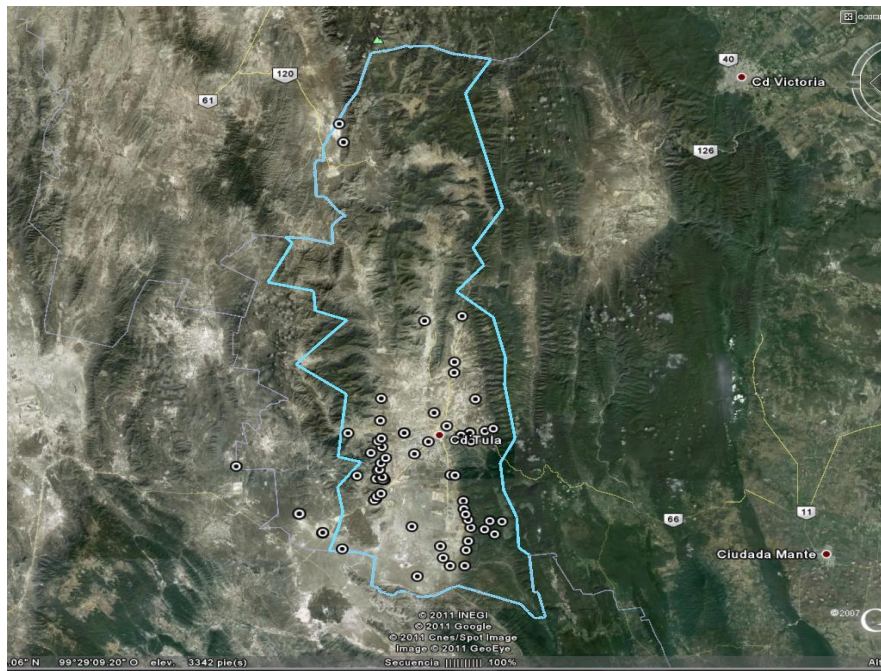 40
Cd Victoria
120
61
126
Cd Tula
11
66
Ciudada Mante
© 2011 INEGI
© 2011 Google
© 2011 Cnes/Spot Image
Image © 2011 GeoEye
©2007
.06" N 99°29'09.20" O elev. 3342 pie(s) Secuencia |||||||||| 100% Alt